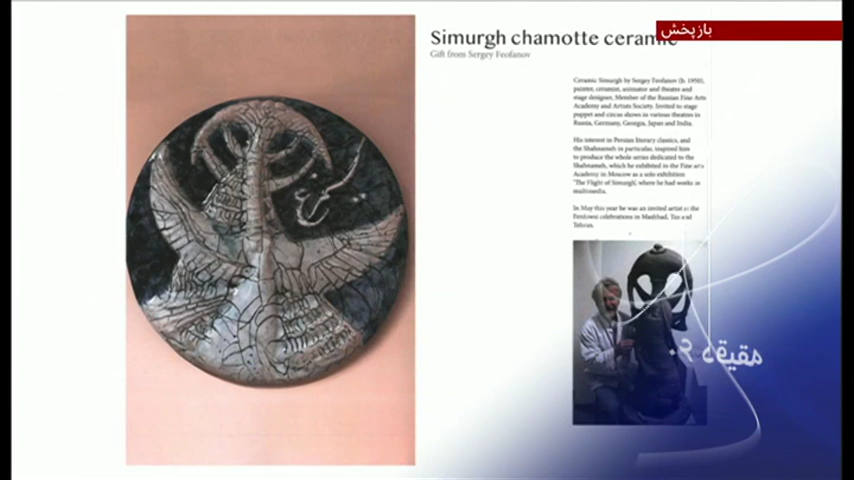 Simurgh chamotte ceramic
بازپخش
Gift from Sergey Feofanov
Ceramic Simurgh by Sergey Feofanov (b. 1950),
painter, ceramist, animator and theatre and
stage designer, Member of the Russian Fine Arts
Academy and Artists Society. Invited to stage
puppet and circus shows in various theatres in
Russia, Germany, Georgia, Japan and India.
His interest in Persian literary classics, and
the Shahnameh in particular, inspired him
to produce the whole series dedicated to the
Shahnameh, which he exhibited in the Fine arts
Academy in Moscow as a solo exhibition
'The Flight of Simurgh', where he had works in
multimedia.
In May this year he was an invited artist to the
Ferdowsi celebrations in Mashhad, Tus and
Tehran.
۶۰ دقیقه